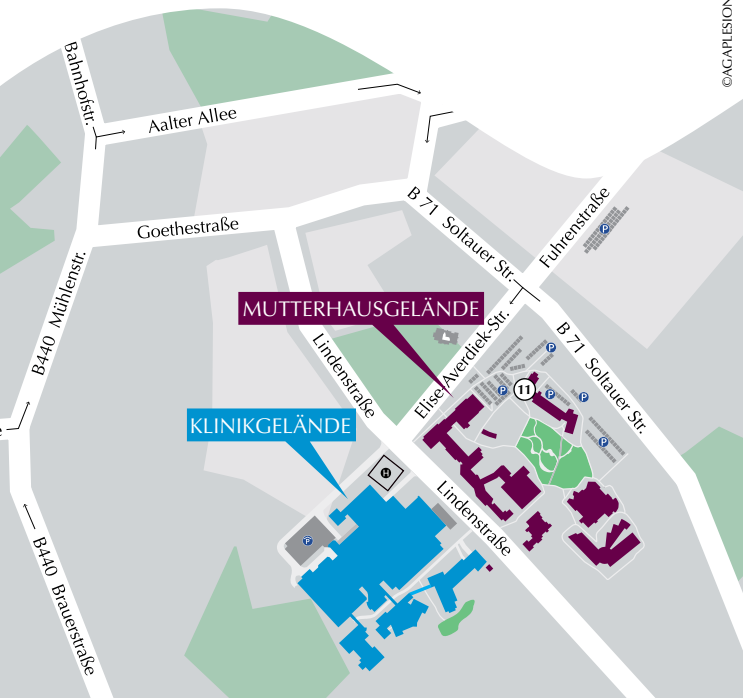 ©AGAPLESION
Bahnhofstr.
Aalter Allee
Goethestraße
B 71 Soltauer Str.
Fuhrenstraße
P
B440 Mühlenstr.
MUTTERHAUSGELÄNDE
Elise-Averdiek-Str.
Lindenstraße
B 71 Soltauer Str.
P
P
11
P
P
P
KLINIKGELÄNDE
H
Lindenstraße
P
B440 Brauerstraße